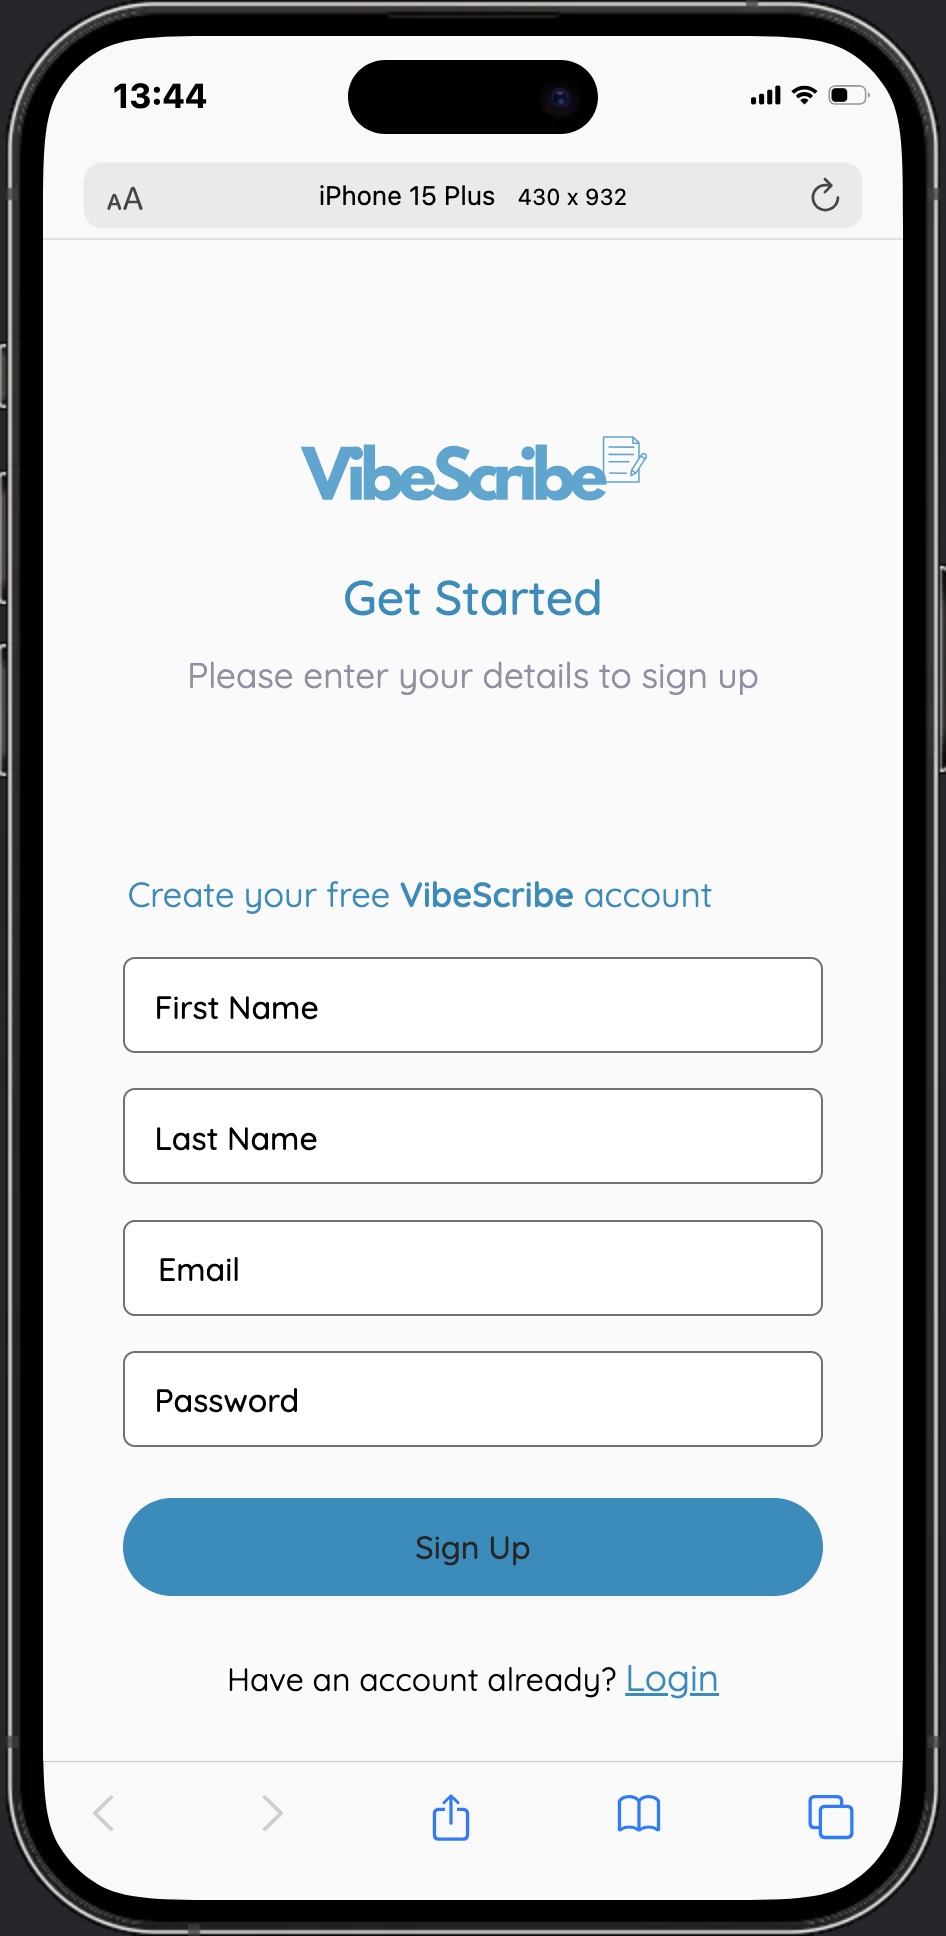 13:44
AA iPhone 15 Plus 430 x 932
VibeScribe
Get Started
Please enter your details to sign up
Create your free VibeScribe account
First Name
Last Name
Email
Password
Sign Up
Have an account already? Login